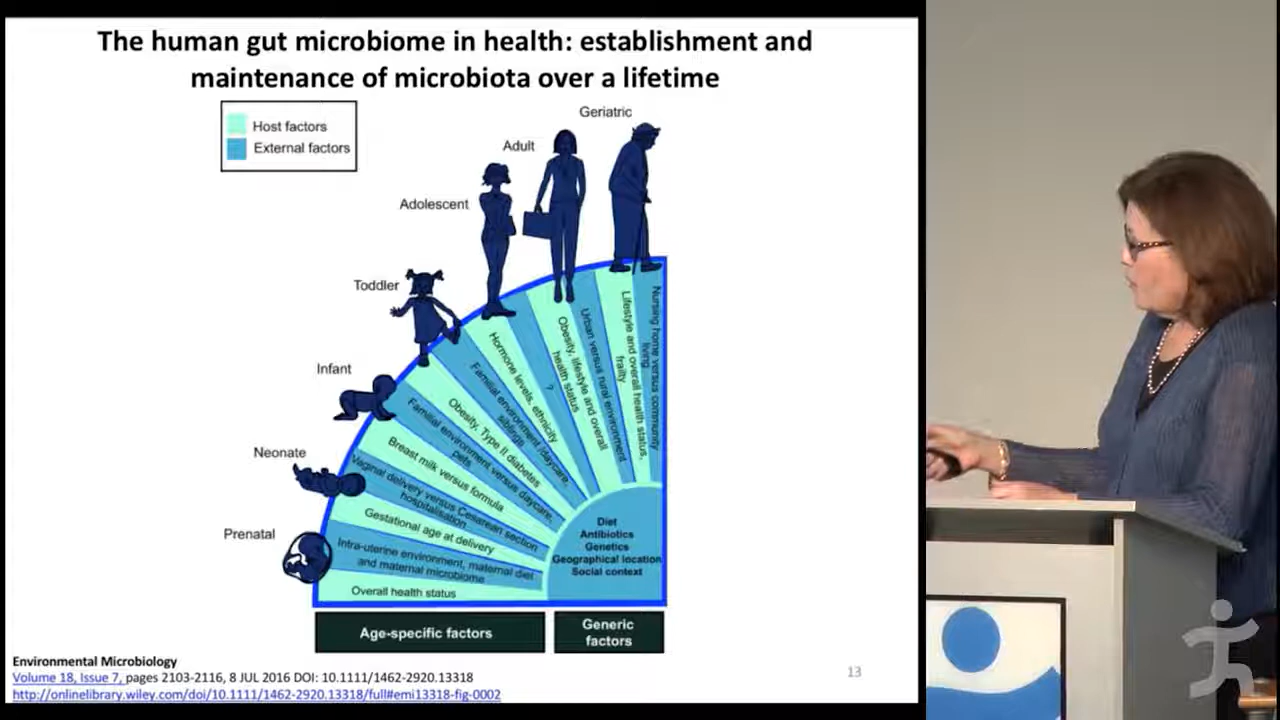 The human gut microbiome in health: establishment and
maintenance of microbiota over a lifetime
Host factors
External factors
Geriatric
Adult
Adolescent
Toddler
Infant
Neonate
Prenatal
Nursing home versus community
living
Lifestyle and overall health status,
frailty
Urban versus rural environment
Obesity, lifestyle and overall
health status
?
Hormone levels, ethnicity
Familial environment /daycare,
siblings
Obesity, Type II diabetes
Familial environment versus daycare,
pets
Breast milk versus formula
Vaginal delivery versus Cesarean section
hospitalisation
Gestational age at delivery
Intra-uterine environment, maternal diet
and maternal microbiome
Overall health status
Diet
Antibiotics
Genetics
Geographical location
Social context
Age-specific factors
Generic
factors
Environmental Microbiology
Volume 18, Issue 7, pages 2103-2116, 8 JUL 2016 DOI: 10.1111/1462-2920.13318
http://onlinelibrary.wiley.com/doi/10.1111/1462-2920.13318/full#emi13318-fig-0002
13